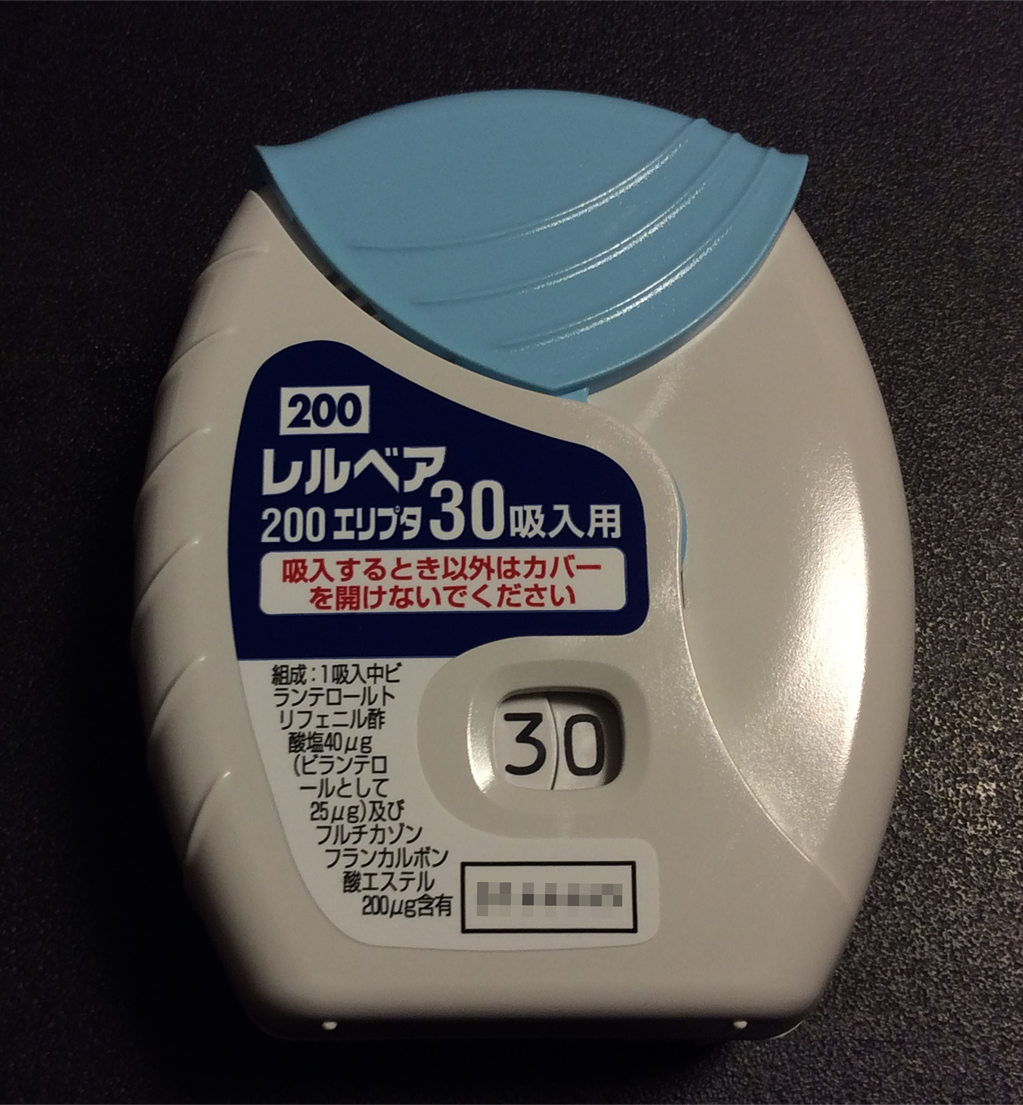 200
レルベア
200エリプタ30吸入用
吸入するとき以外はカバー
を開けないでください
組成:1吸入中ビ
ランテロールト
リフェニル酢
酸塩40μg
(ビランテロ
ールとして
25μg)及び
フルチカゾン
フランカルボン
酸エステル
200μg含有
30